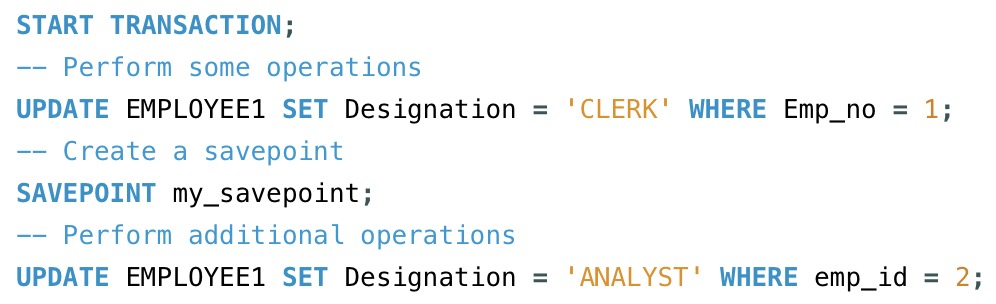 START TRANSACTION;
-- Perform some operations
UPDATE EMPLOYEE1 SET Designation = 'CLERK' WHERE Emp_no = 1;
-- Create a savepoint
SAVEPOINT my_savepoint;
-- Perform additional operations
UPDATE EMPLOYEE1 SET Designation = 'ANALYST' WHERE emp_id = 2;